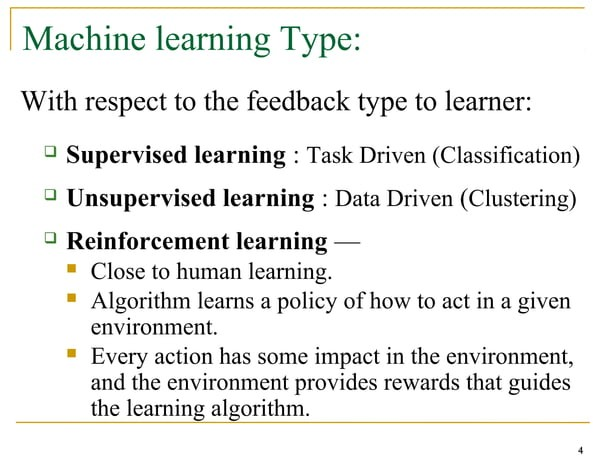 Machine learning Type:
With respect to the feedback type to learner:
Supervised learning : Task Driven (Classification)
Unsupervised learning : Data Driven (Clustering)
Reinforcement learning —
Close to human learning.
Algorithm learns a policy of how to act in a given
environment.
Every action has some impact in the environment,
and the environment provides rewards that guides
the learning algorithm.
4